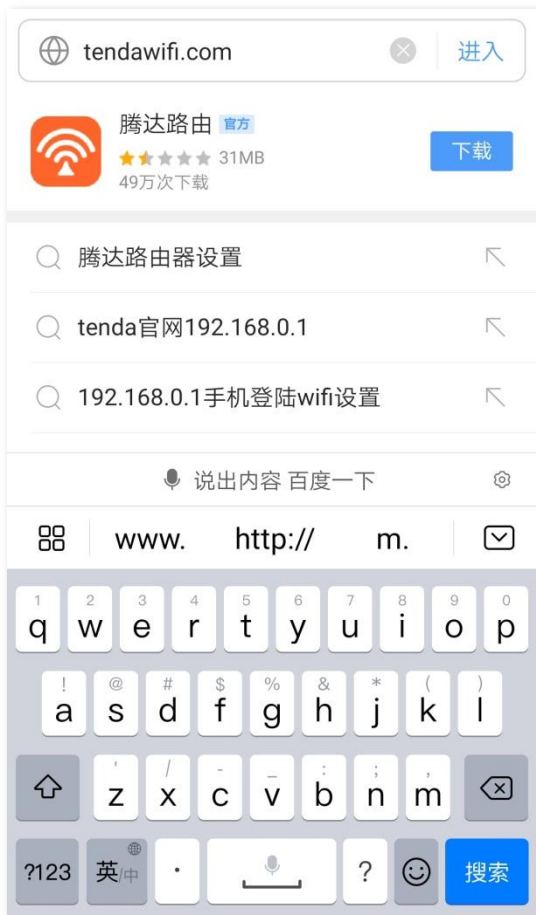 tendawifi.com 进入
腾达路由 官方
31MB
下载
49万次下载
腾达路由器设置
tenda官网192.168.0.1
192.168.0.1手机登陆wifi设置
说出内容 百度一下
www. http:// m.
1 2 3 4 5 6 7 8 9 0
q w e r t y u i o p
! @ # $ % & * ( )
a s d f g h j k l
' / - _ : ; ,
z x c v b n m
?123 英/中 · ? 搜索